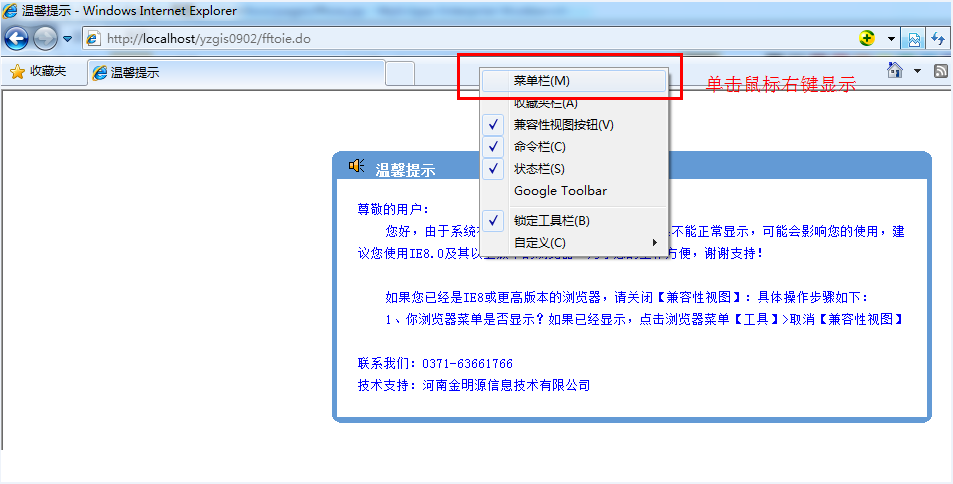 温馨提示 - Windows Internet Explorer
http://localhost/yzgis0902/fftoie.do
收藏夹
温馨提示
菜单栏(M)
单击鼠标右键显示
收藏夹栏(A)
兼容性视图按钮(V)
命令栏(C)
状态栏(S)
Google Toolbar
锁定工具栏(B)
自定义(C)
温馨提示
尊敬的用户:
您好, 由于系统 不能正常显示, 可能会影响您的使用, 建
议您使用IE8.0及其以 方便, 谢谢支持!
如果您已经是IE8或更高版本的浏览器, 请关闭【兼容性视图】: 具体操作步骤如下:
1、你浏览器菜单是否显示? 如果已经显示, 点击浏览器菜单【工具】>取消【兼容性视图】
联系我们: 0371-63661766
技术支持: 河南金明源信息技术有限公司